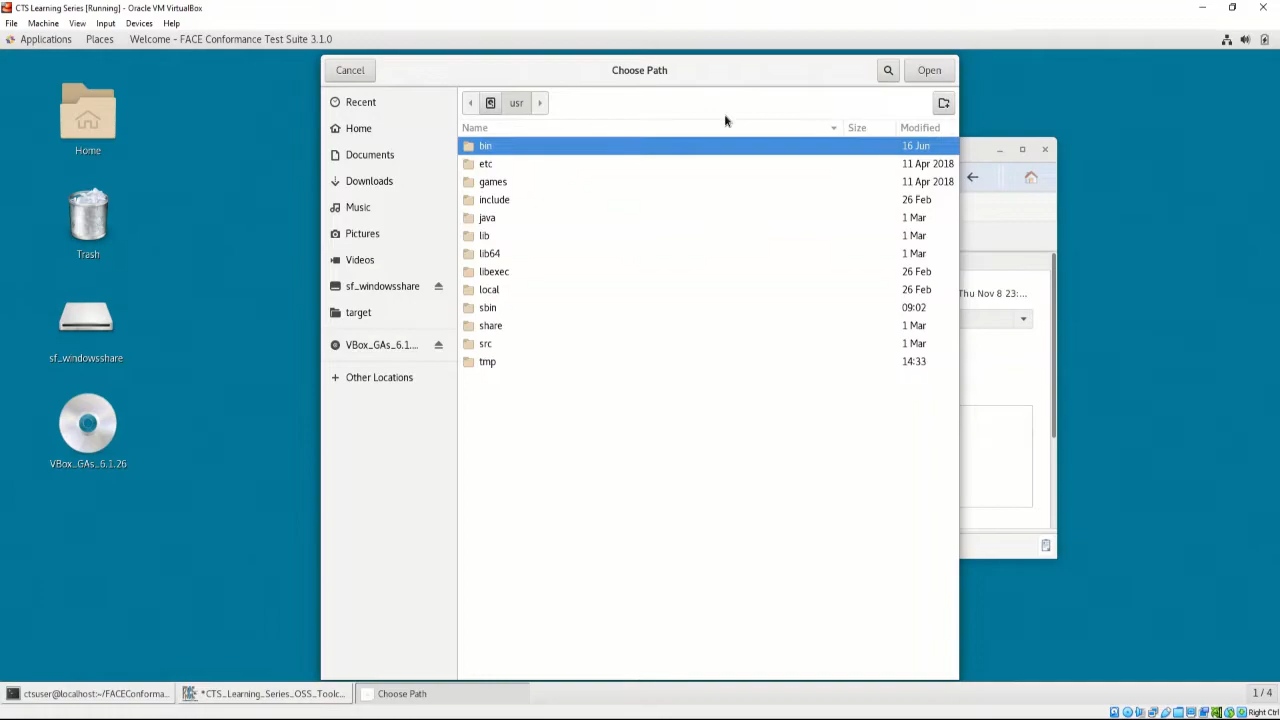 CTS Learning Series [Running] - Oracle VM VirtualBox
File Machine View Input Devices Help
Applications Places Welcome - FACE Conformance Test Suite 3.1.0
Cancel Choose Path Open
usr
Name Size Modified
Recent
Home
Documents
Downloads
Music
Pictures
Videos
sf_windowsshare
target
VBox_GAs_6.1....
Other Locations
bin 16 Jun
etc 11 Apr 2018
games 11 Apr 2018
include 26 Feb
java 1 Mar
lib 1 Mar
lib64 1 Mar
libexec 26 Feb
local 26 Feb
sbin 09:02
share 1 Mar
src 1 Mar
tmp 14:33
Home
Trash
sf_windowsshare
VBox_GAs_6.1.26
Thu Nov 8 23:...
ctsuser@localhost:~/FACEConforma... *CTS_Learning_Series_OSS_Toolc... Choose Path 1 / 4
Right Ctrl